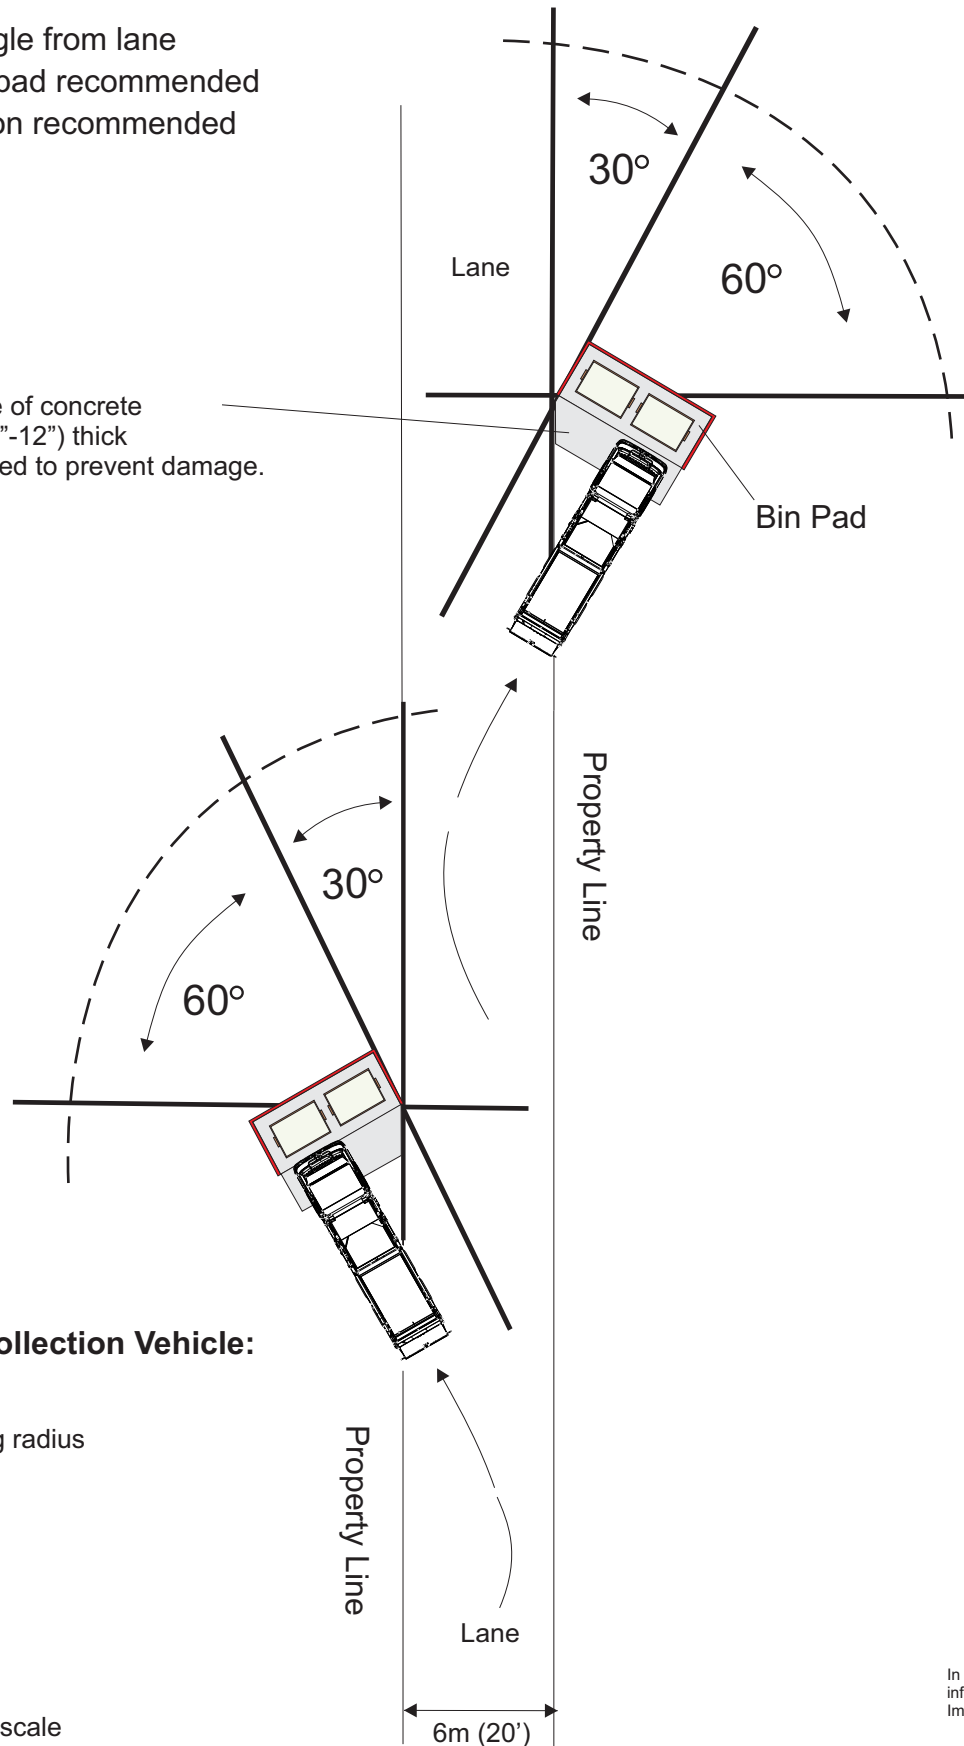 gle from lane
pad recommended
on recommended
30°
60°
Lane
e of concrete
"-12”) thick
ed to prevent damage.
Bin Pad
Property Line
30°
60°
ollection Vehicle:
g radius
Property Line
Lane
scale
6m (20’)
In
inf
Im